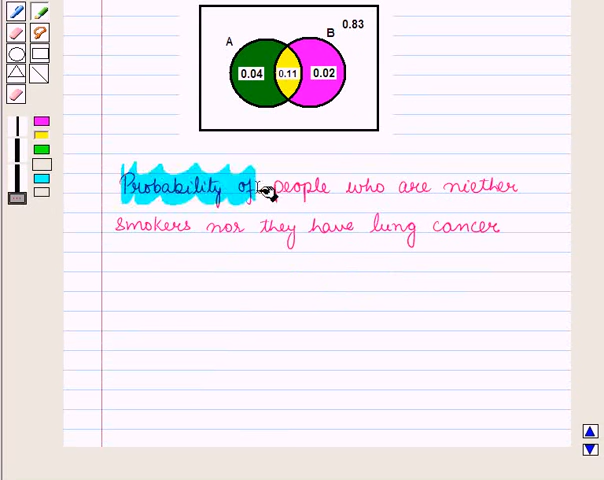 0.83
A
B
0.04
0.11
0.02
Probability of people who are niether
smokers nor they have lung cancer